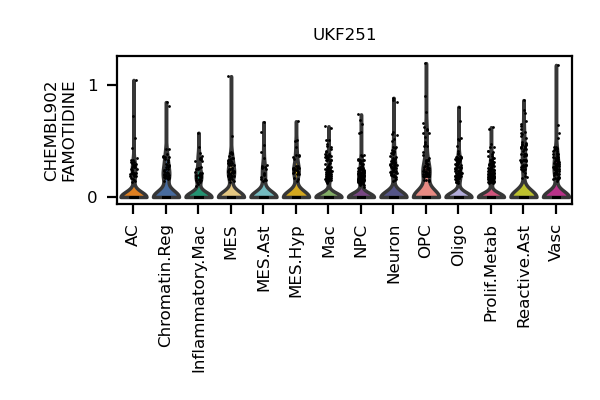 UKF251
CHEMBL902
FAMOTIDINE
1
0
AC
Chromatin.Reg
Inflammatory.Mac
MES
MES.Ast
MES.Hyp
Mac
NPC
Neuron
OPC
Oligo
Prolif.Metab
Reactive.Ast
Vasc